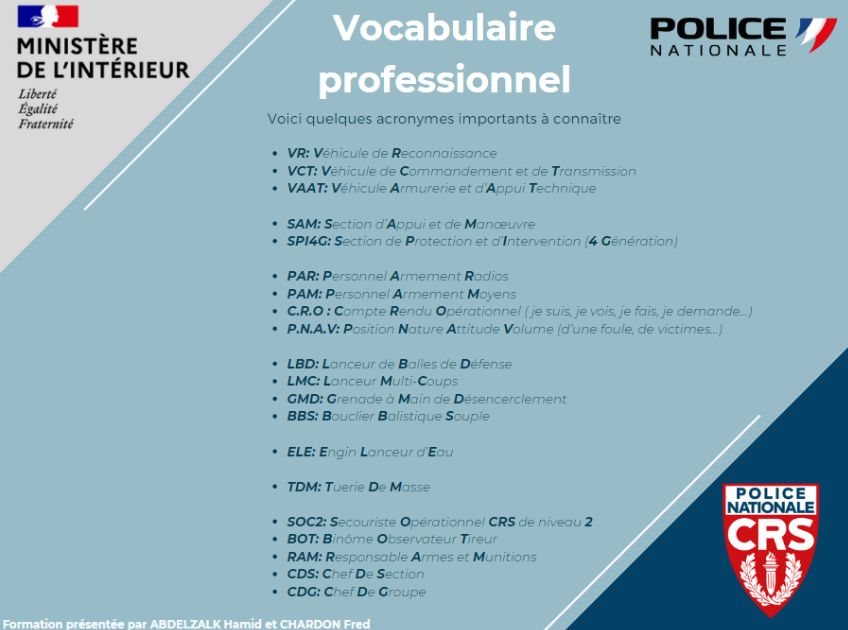 MINISTÈRE
DE L'INTÉRIEUR
Liberté
Égalité
Fraternité
Vocabulaire
professionnel
POLICE
NATIONALE
Voici quelques acronymes importants à connaître
• VR: Véhicule de Reconnaissance
• VCT: Véhicule de Commandement et de Transmission
• VAAT: Véhicule Armurerie et d'Appui Technique
• SAM: Section d'Appui et de Manœuvre
• SPI4G: Section de Protection et d'Intervention (4 Génération)
• PAR: Personnel Armement Radios
• PAM: Personnel Armement Moyens
• C.R.O : Compte Rendu Opérationnel ( je suis, je vois, je fais, je demande...)
• P.N.A.V: Position Nature Attitude Volume (d'une foule, de victimes...)
• LBD: Lanceur de Balles de Défense
• LMC: Lanceur Multi-Coups
• GMD: Grenade à Main de Désencerclement
• BBS: Bouclier Balistique Souple
• ELE: Engin Lanceur d'Eau
• TDM: Tuerie De Masse
• SOC2: Secouriste Opérationnel CRS de niveau 2
• BOT: Binôme Observateur Tireur
• RAM: Responsable Armes et Munitions
• CDS: Chef De Section
• CDG: Chef De Groupe
POLICE
NATIONALE
CRS
Formation présentée par ABDELZALK Hamid et CHARDON Fred